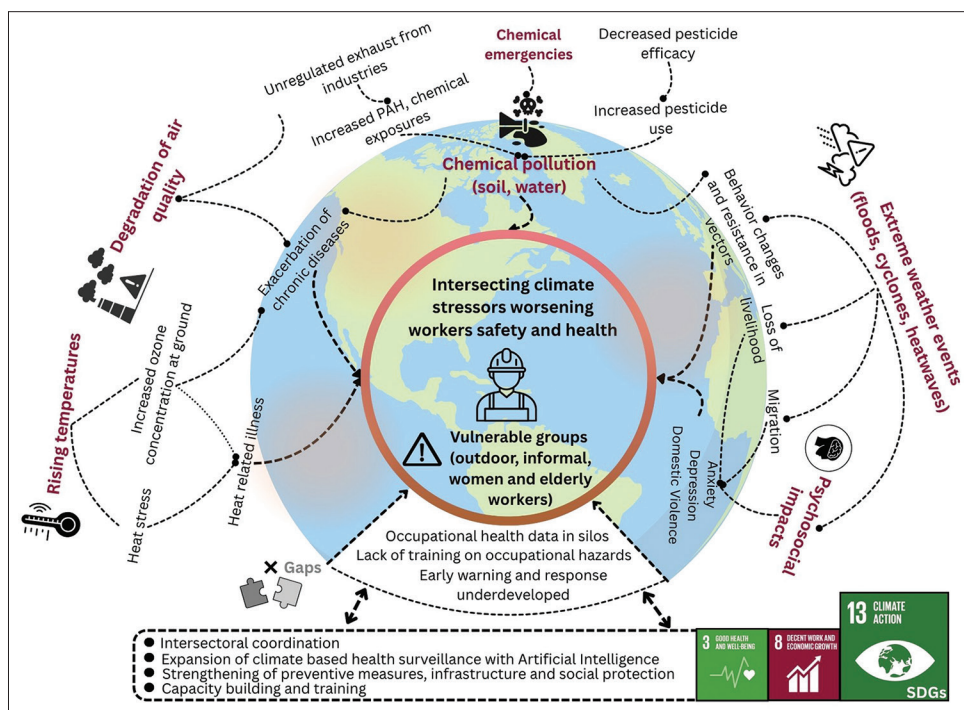 Unregulated exhaust from
industries
Increased PAH, chemical
exposures
Chemical
emergencies
Decreased pesticide
efficacy
Increased pesticide
use
Chemical pollution
(soil, water)
Degradation of air
quality
Exacerbation of
chronic diseases
Rising temperatures
Increased ozone
concentration at ground
Heat stress
Heat related illness
Behavior changes
and resistance in
vectors
Extreme weather events
(floods, cyclones, heatwaves)
Loss of
livelihood
Migration
Anxiety
Depression
Domestic Violence
Psychosocial
impacts
Intersecting climate
stressors worsening
workers safety and health
Vulnerable groups
(outdoor, informal,
women and elderly
workers)
Gaps
Occupational health data in silos
Lack of training on occupational hazards
Early warning and response
underdeveloped
Intersectoral coordination
Expansion of climate based health surveillance with Artificial Intelligence
Strengthening of preventive measures, infrastructure and social protection
Capacity building and training
3 GOOD HEALTH
AND WELL-BEING
8 DECENT WORK AND
ECONOMIC GROWTH
13 CLIMATE
ACTION
SDGs